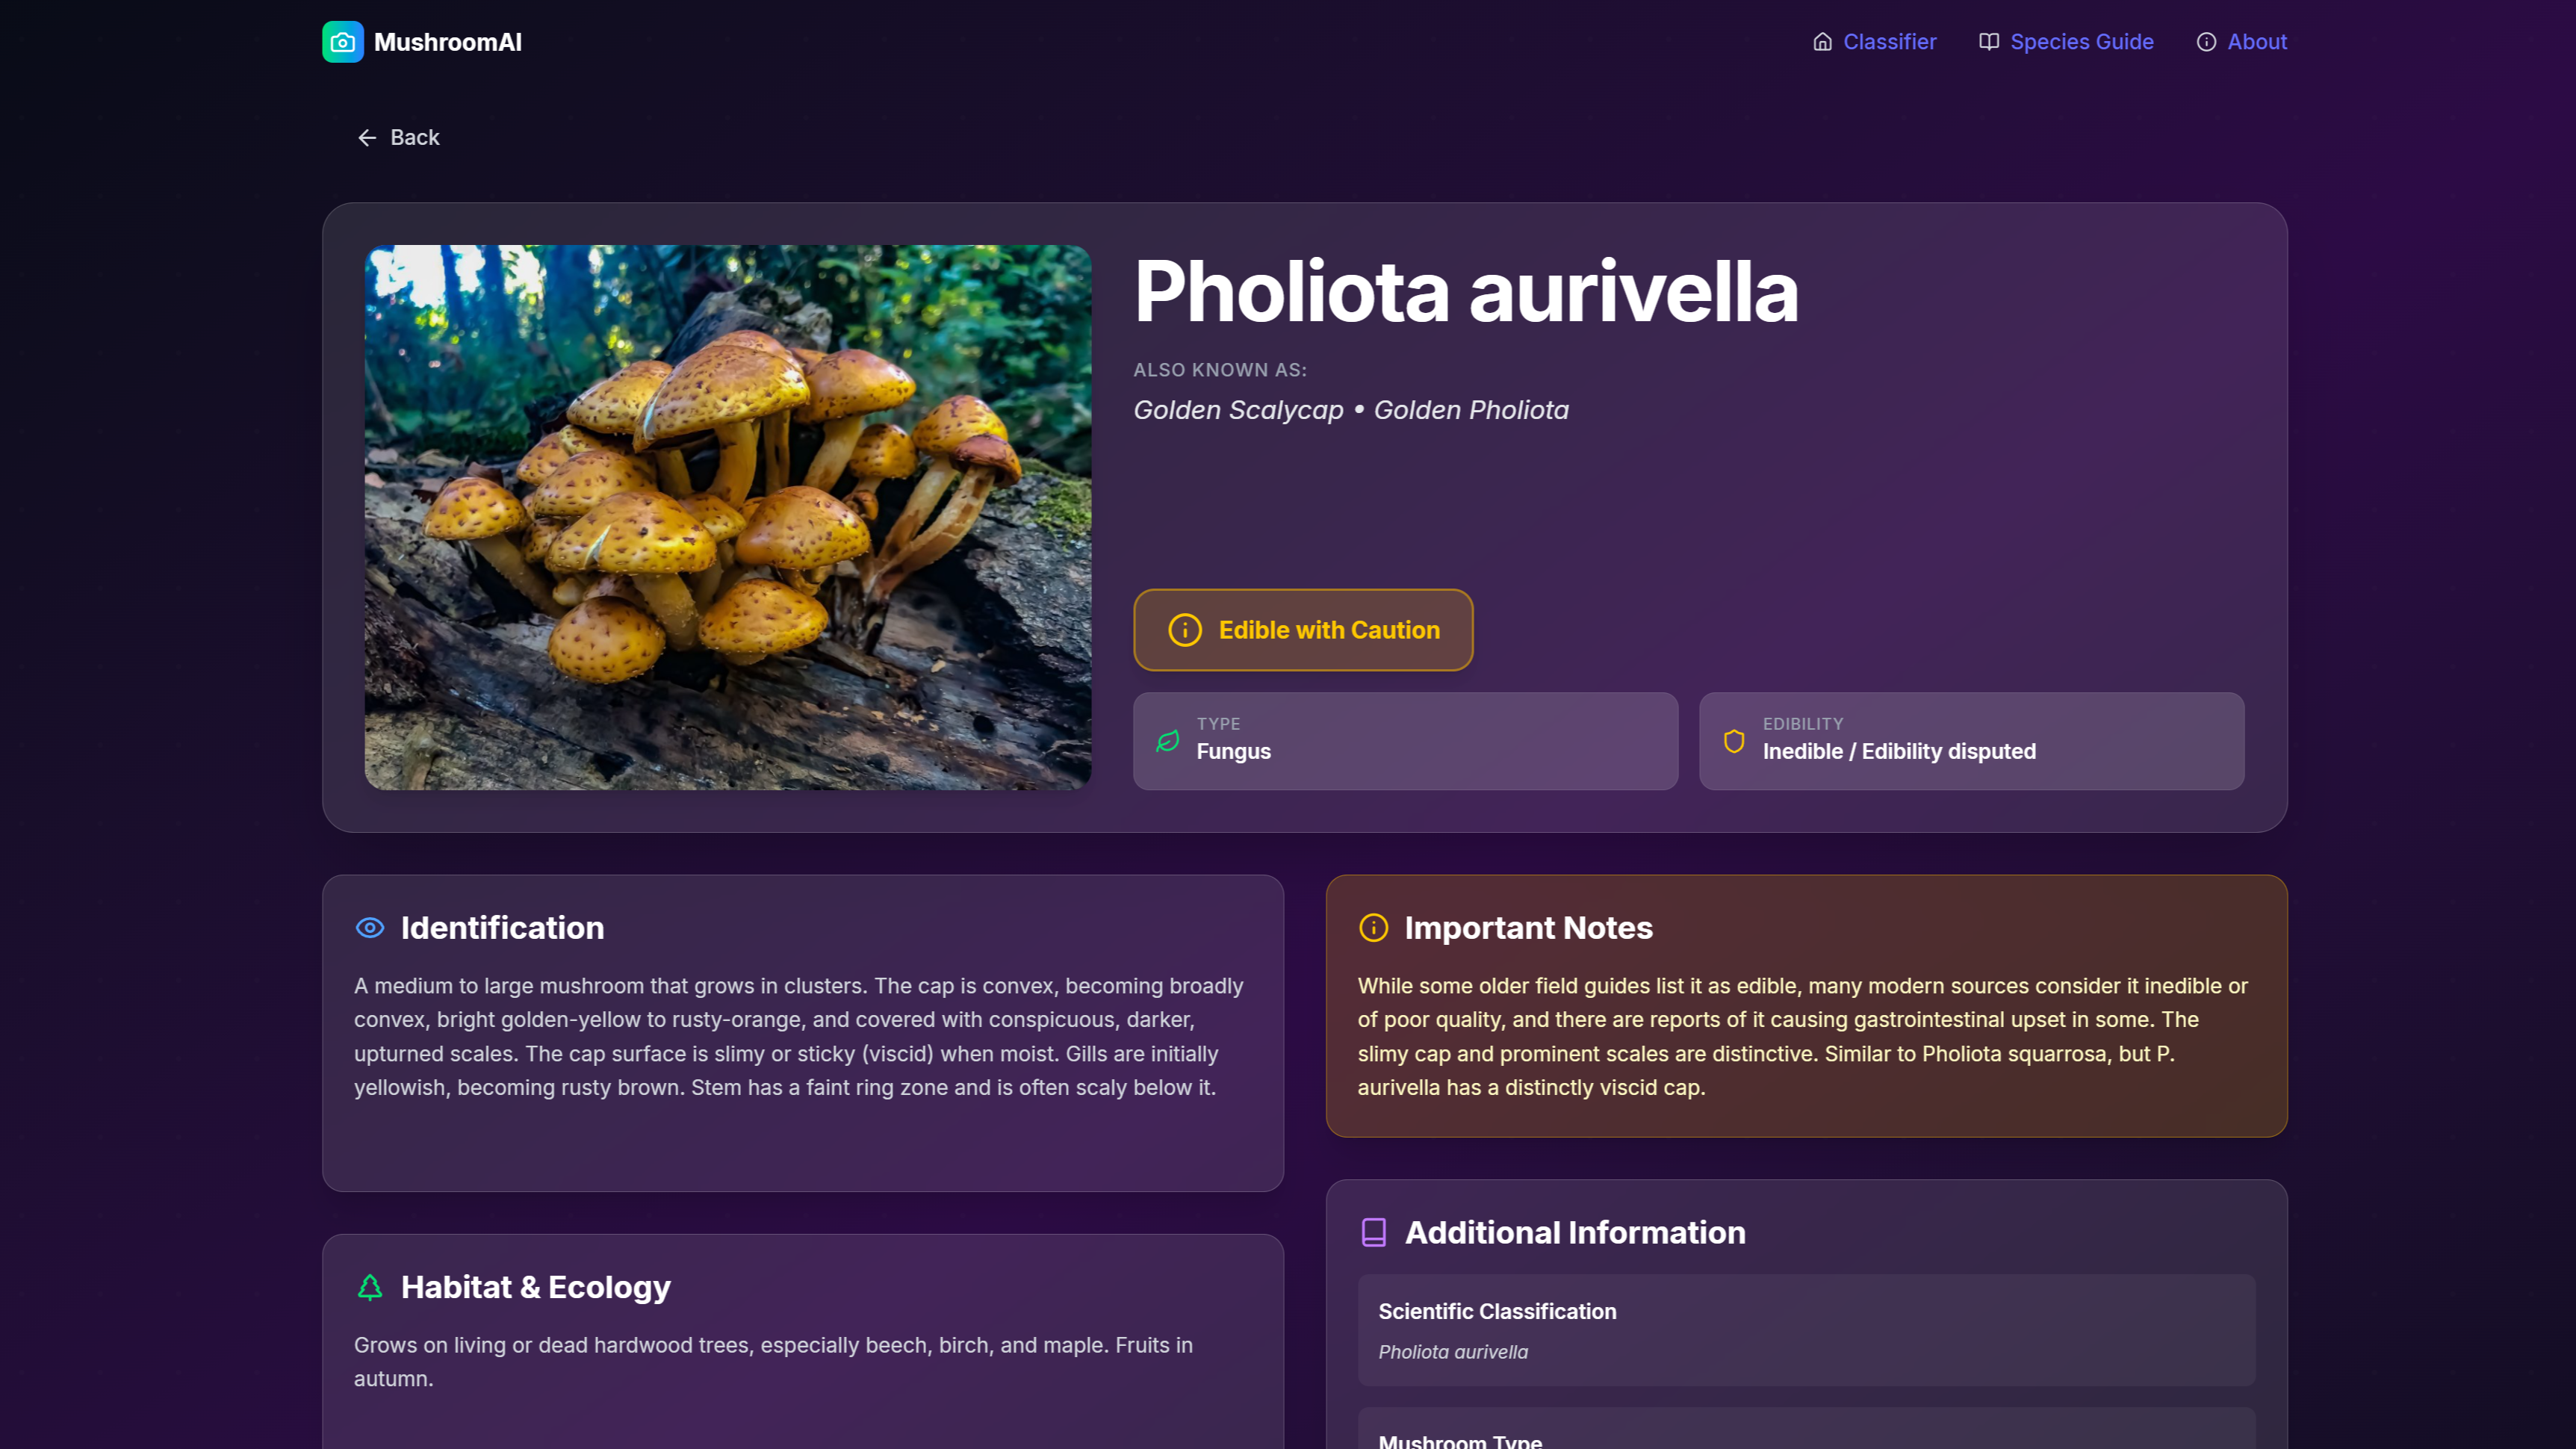 MushroomAI
Classifier
Species Guide
About
Back
Pholiota aurivella
ALSO KNOWN AS:
Golden Scalycap • Golden Pholiota
Edible with Caution
TYPE
Fungus
EDIBILITY
Inedible / Edibility disputed
Identification
A medium to large mushroom that grows in clusters. The cap is convex, becoming broadly
convex, bright golden-yellow to rusty-orange, and covered with conspicuous, darker,
upturned scales. The cap surface is slimy or sticky (viscid) when moist. Gills are initially
yellowish, becoming rusty brown. Stem has a faint ring zone and is often scaly below it.
Habitat & Ecology
Grows on living or dead hardwood trees, especially beech, birch, and maple. Fruits in
autumn.
Important Notes
While some older field guides list it as edible, many modern sources consider it inedible or
of poor quality, and there are reports of it causing gastrointestinal upset in some. The
slimy cap and prominent scales are distinctive. Similar to Pholiota squarrosa, but P.
aurivella has a distinctly viscid cap.
Additional Information
Scientific Classification
Pholiota aurivella
Mushroom Type